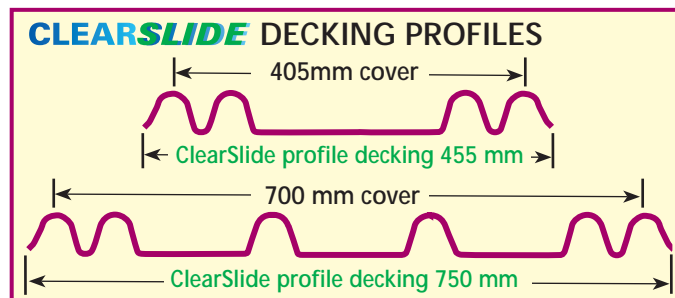 CLEARSLIDE DECKING PROFILES
405mm cover
ClearSlide profile decking 455 mm
700 mm cover
ClearSlide profile decking 750 mm